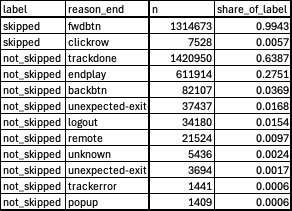 label reason_end n share_of_label
skipped fwdbtn 1314673 0.9943
skipped clickrow 7528 0.0057
not_skipped trackdone 1420950 0.6387
not_skipped endplay 611914 0.2751
not_skipped backbtn 82107 0.0369
not_skipped unexpected-exit 37437 0.0168
not_skipped logout 34180 0.0154
not_skipped remote 21524 0.0097
not_skipped unknown 5436 0.0024
not_skipped unexpected-exit 3694 0.0017
not_skipped trackerror 1441 0.0006
not_skipped popup 1409 0.0006